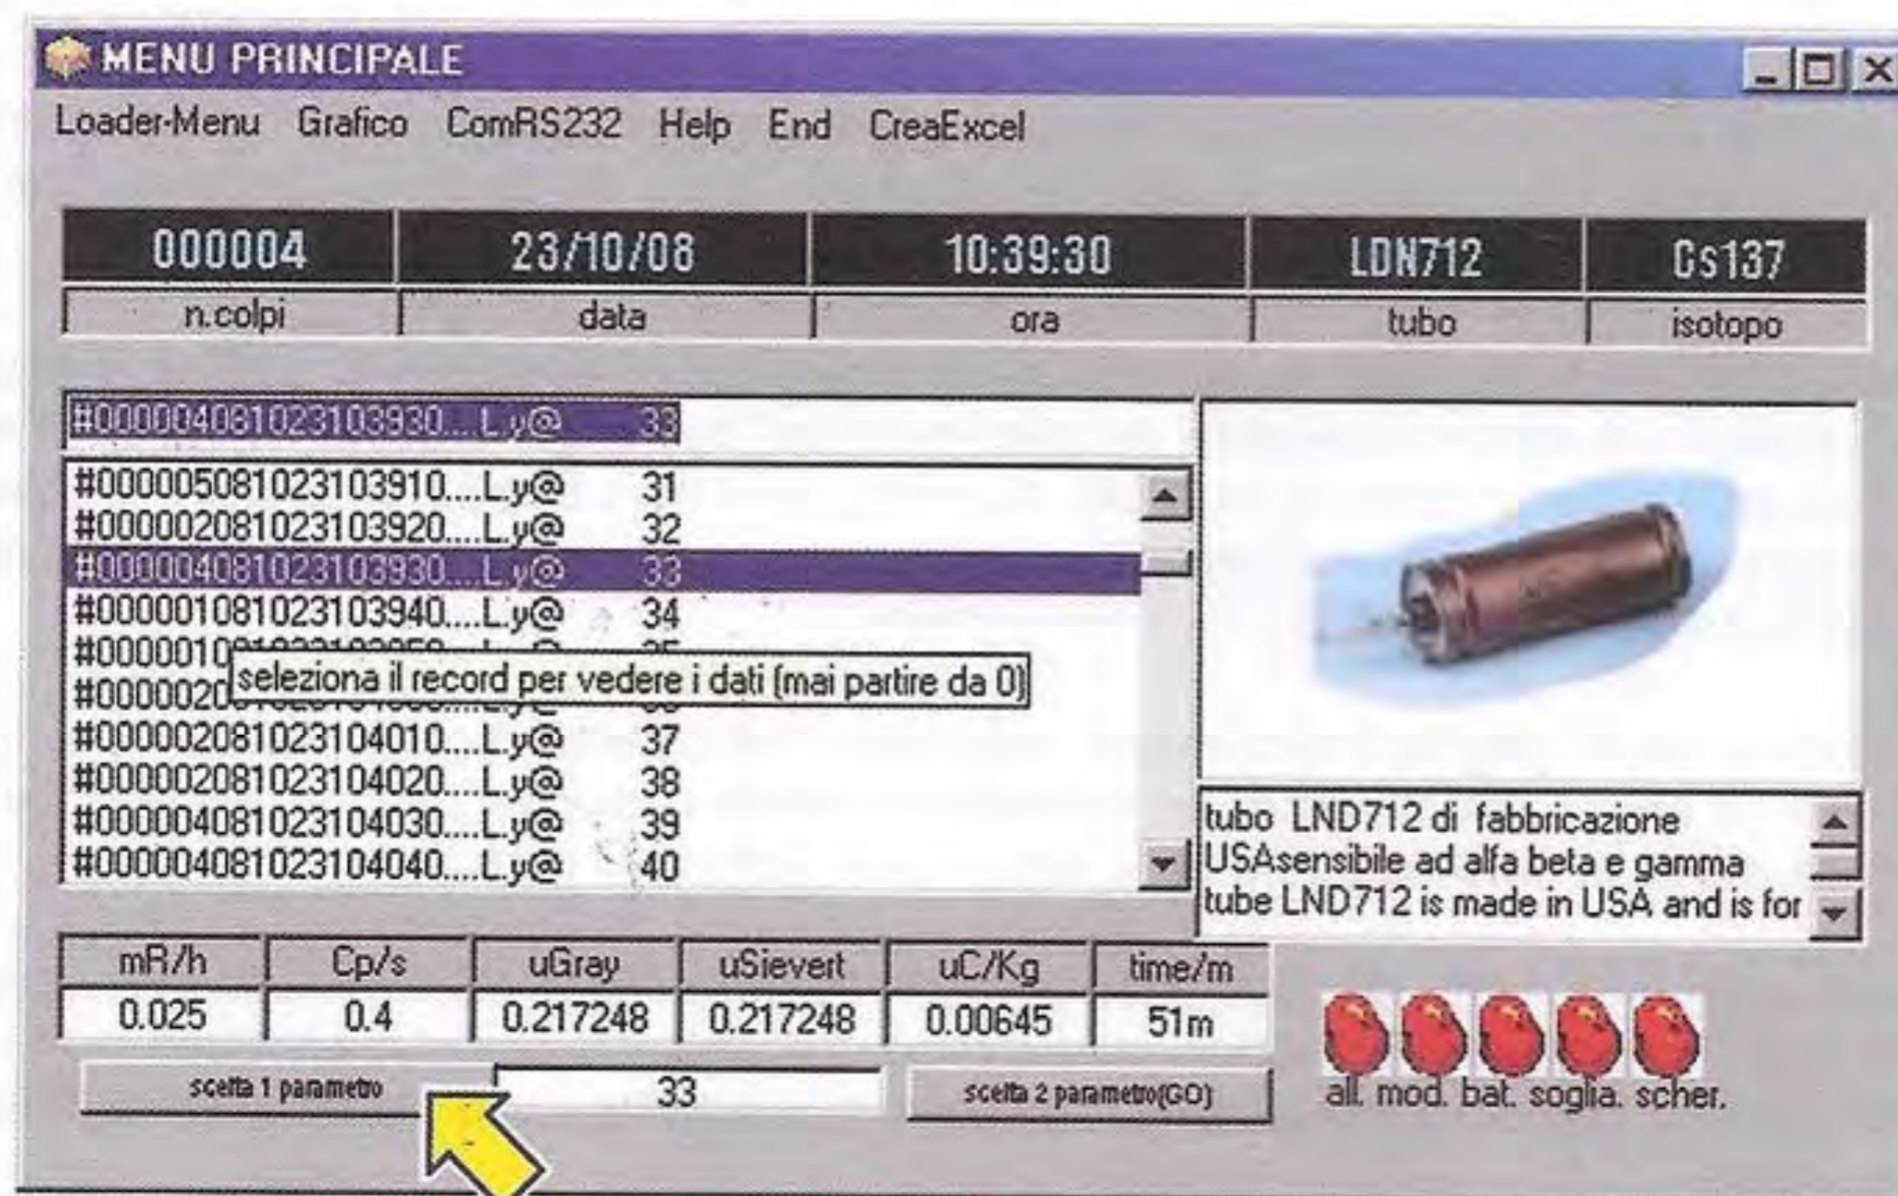 MENU PRINCIPALE
Loader-Menu Grafico ComRS232 Help End CreaExcel
000004 23/10/08 10:39:30 LDN712 Cs137
n.colpi data ora tubo isotopo
#000004081023103930....L.y@ 33
#000005081023103910....L.y@ 31
#000002081023103920....L.y@ 32
#000004081023103930....L.y@ 33
#000001081023103940....L.y@ 34
seleziona il record per vedere i dati (mai partire da 0)
#000002081023104010....L.y@ 37
#000002081023104020....L.y@ 38
#000004081023104030....L.y@ 39
#000004081023104040....L.y@ 40
tubo LND712 di fabbricazione
USAsensibile ad alfa beta e gamma
tube LND712 is made in USA and is for
mR/h Cp/s uGray uSievert uC/Kg time/m
0.025 0.4 0.217248 0.217248 0.00645 51m
scelta 1 parametro 33 scelta 2 parametro(GO)
all. mod. bat. soglia. scher.